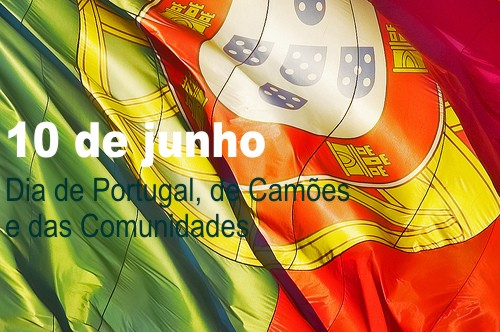 10 de junho
Dia de Portugal, de Camões
e das Comunidades